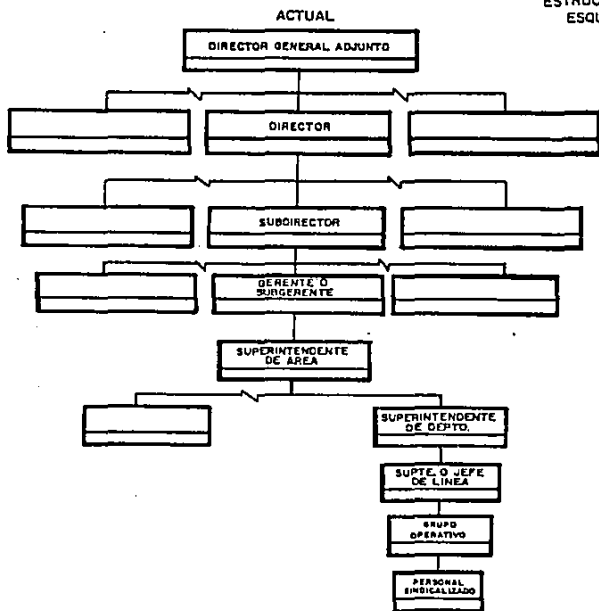 ACTUAL
ESQU
DIRECTOR GENERAL ADJUNTO
DIRECTOR
SUBDIRECTOR
GERENTE O
SUBGERENTE
SUPERINTENDENTE
DE AREA
SUPERINTENDENTE
DE DEPTO.
SUPTE. O JEFE
DE LINEA
GRUPO
OPERATIVO
PERSONAL
SINDICALIZADO